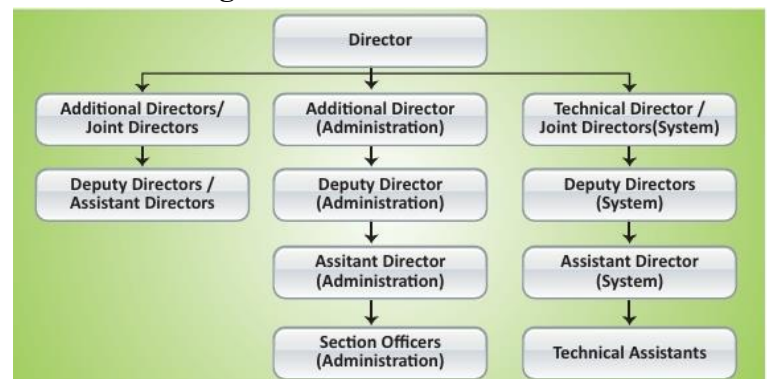 Director
Additional Directors/
Joint Directors
Additional Director
(Administration)
Technical Director /
Joint Directors(System)
Deputy Directors /
Assistant Directors
Deputy Director
(Administration)
Deputy Directors
(System)
Assitant Director
(Administration)
Assistant Director
(System)
Section Officers
(Administration)
Technical Assistants